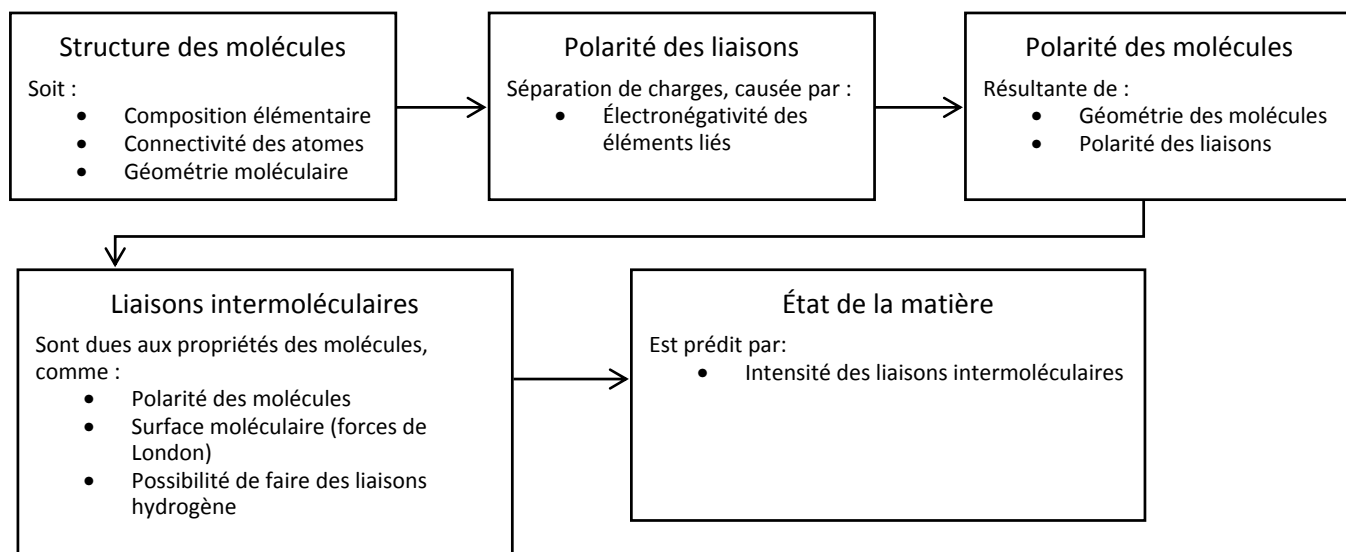 Structure des molécules
Soit :
• Composition élémentaire
• Connectivité des atomes
• Géométrie moléculaire
Polarité des liaisons
Séparation de charges, causée par :
• Électronégativité des
éléments liés
Polarité des molécules
Résultante de :
• Géométrie des molécules
• Polarité des liaisons
Liaisons intermoléculaires
Sont dues aux propriétés des molécules,
comme :
• Polarité des molécules
• Surface moléculaire (forces de
London)
• Possibilité de faire des liaisons
hydrogène
État de la matière
Est prédit par:
• Intensité des liaisons intermoléculaires